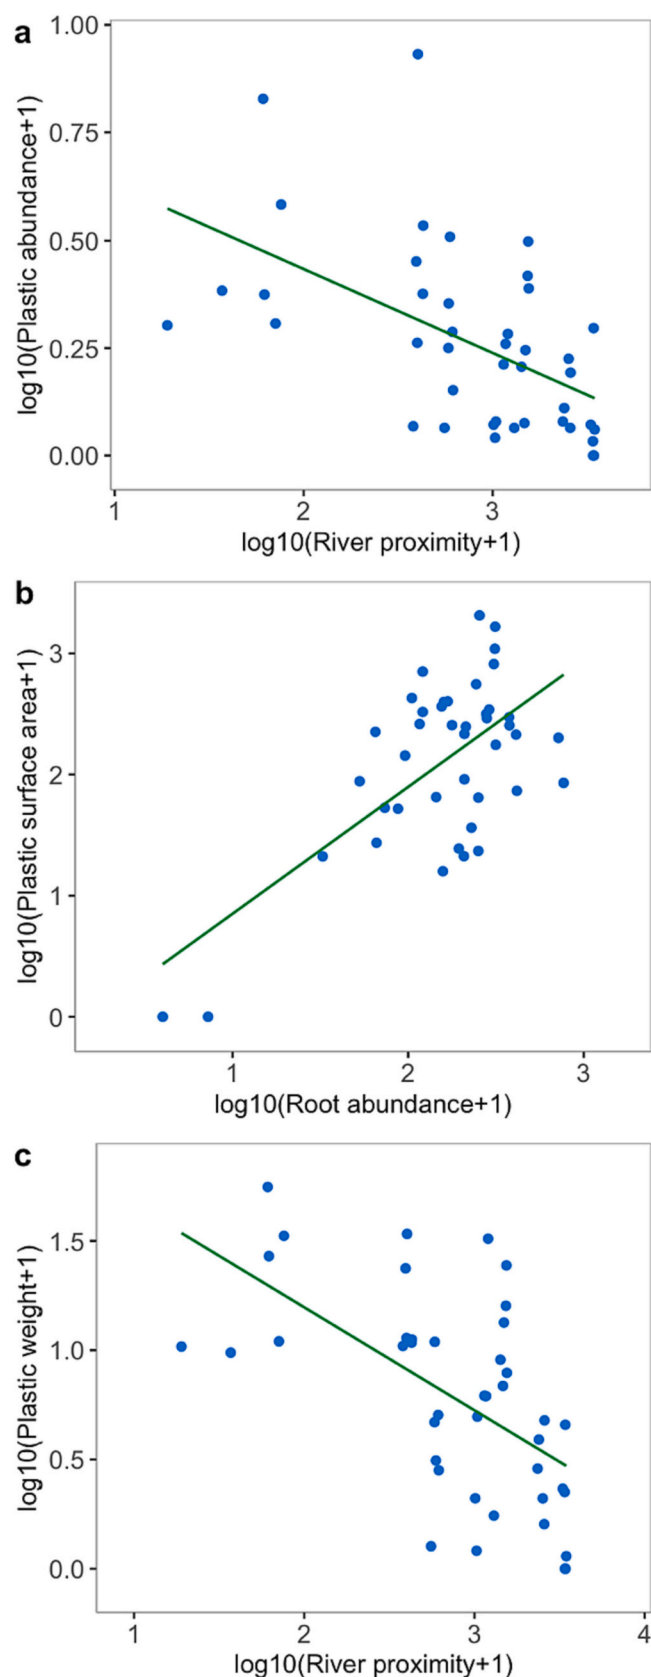 a
log10(Plastic abundance+1)
1.00
0.75
0.50
0.25
0.00
1 2 3
log10(River proximity+1)
b
log10(Plastic surface area+1)
3
2
1
0
1 2 3
log10(Root abundance+1)
c
log10(Plastic weight+1)
1.5
1.0
0.5
0.0
1 2 3 4
log10(River proximity+1)